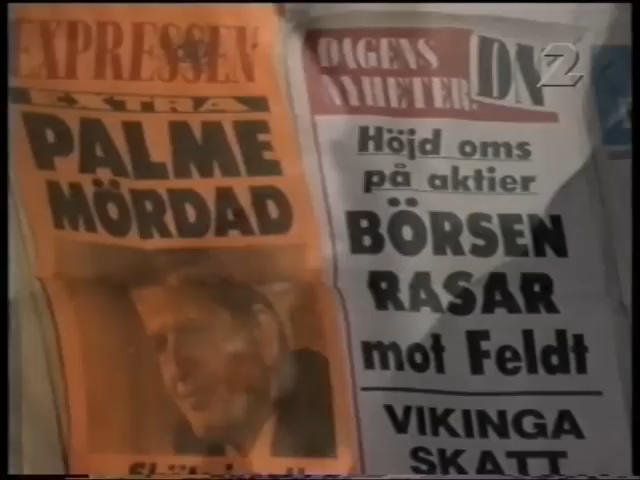 EXPRESSEN
EXTRA
PALME
MÖRDAD
DAGENS
NYHETER
DN
2
Höjd oms
på aktier
BÖRSEN
RASAR
mot Feldt
VIKINGA
SKATT